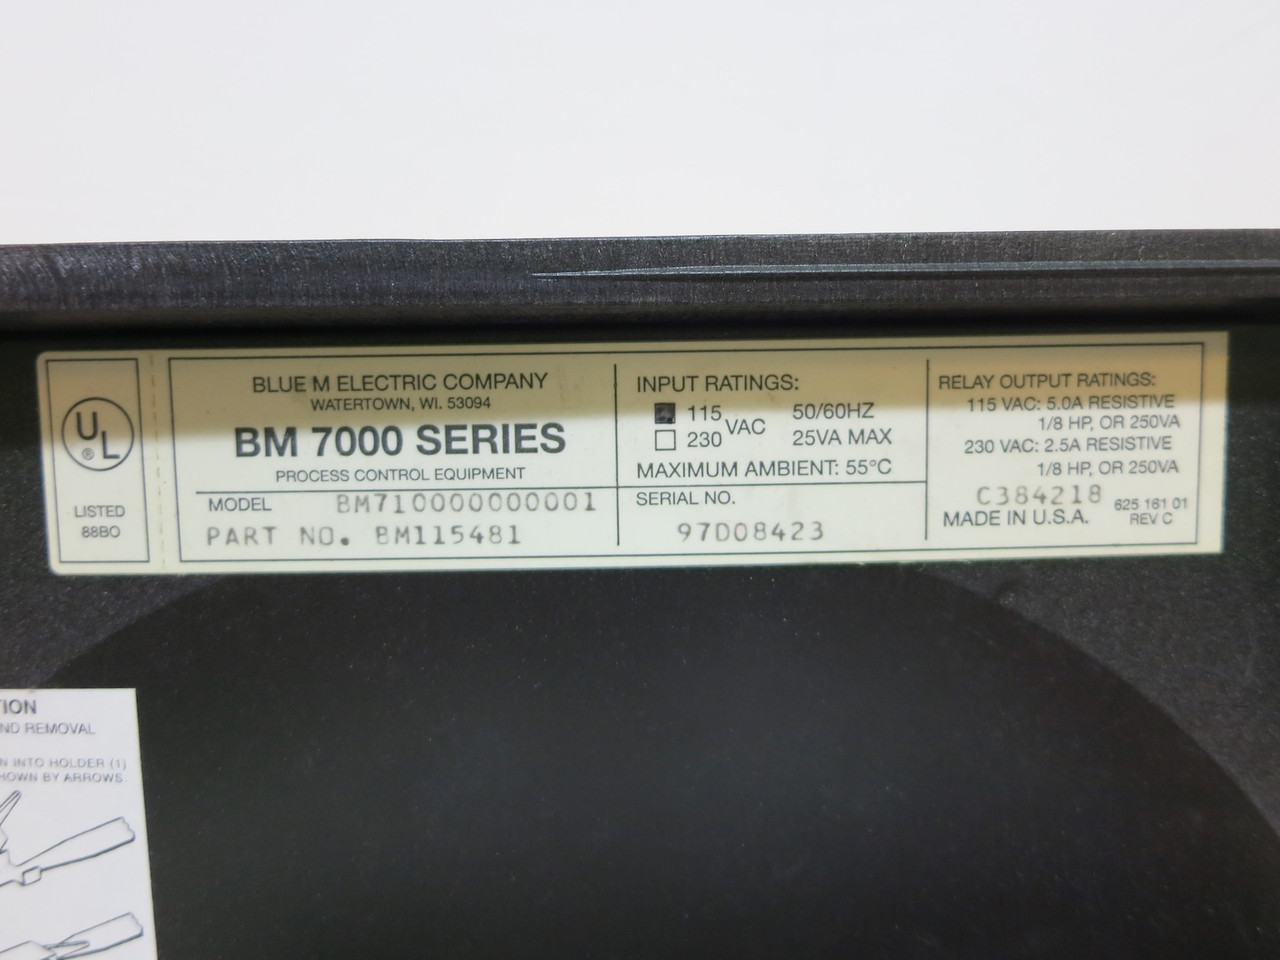 UL
®
LISTED
88BO
BLUE M ELECTRIC COMPANY
WATERTOWN, WI. 53094
BM 7000 SERIES
PROCESS CONTROL EQUIPMENT
MODEL BM710000000001
PART NO. BM115481
INPUT RATINGS:
115 VAC 50/60HZ
230 25VA MAX
MAXIMUM AMBIENT: 55°C
SERIAL NO.
97D08423
RELAY OUTPUT RATINGS:
115 VAC: 5.0A RESISTIVE
1/8 HP, OR 250VA
230 VAC: 2.5A RESISTIVE
1/8 HP, OR 250VA
C384218 625 161 01
MADE IN U.S.A. REV C
TION
ND REMOVAL
N INTO HOLDER (1)
HOWN BY ARROWS.